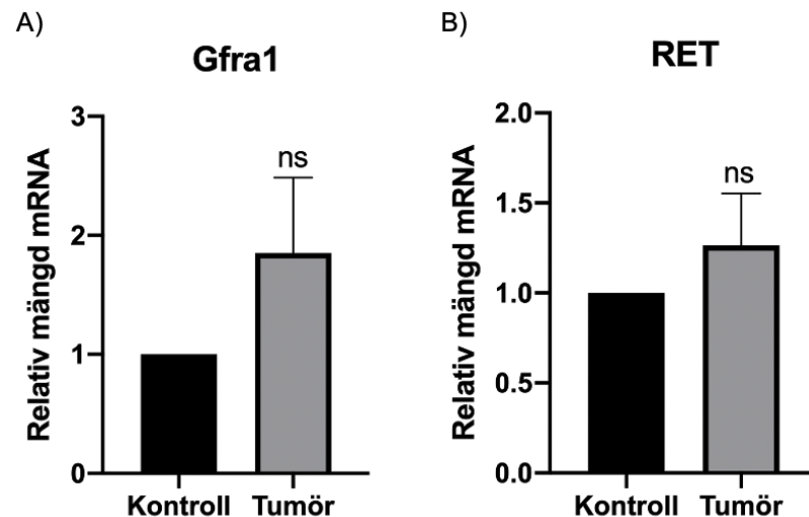 A)
Gfra1
Relativ mängd mRNA
3
2
1
0
ns
Kontroll Tumör
B)
RET
Relativ mängd mRNA
2.0
1.5
1.0
0.5
0.0
ns
Kontroll Tumör